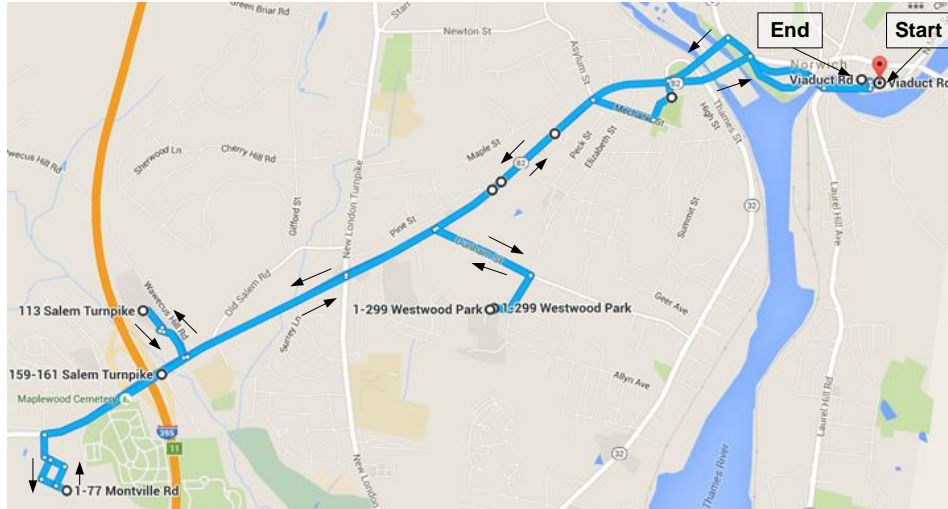 Green Briar Rd
Start
Newton St
End
Start
Norwich
Viaduct Rd
Viaduct Rd
Asylum St
82
82
Mechanic St
High St
Thames St
Wawecus Hill Rd
Sherwood Ln
Cherry Hill Rd
Maple St
Peck St
Elizabeth St
32
Laurel Hill Ave
Gifford St
New London Turnpike
Pine St
Summit St
Dunham St
Old Salem Rd
Geer Ave
Wawecus Hill Rd
113 Salem Turnpike
Surrey Ln
1-299 Westwood Park
1-299 Westwood Park
159-161 Salem Turnpike
Allyn Ave
Maplewood Cemetery
Laurel Hill Rd
395
11
32
Thames River
1-77 Montville Rd
New London